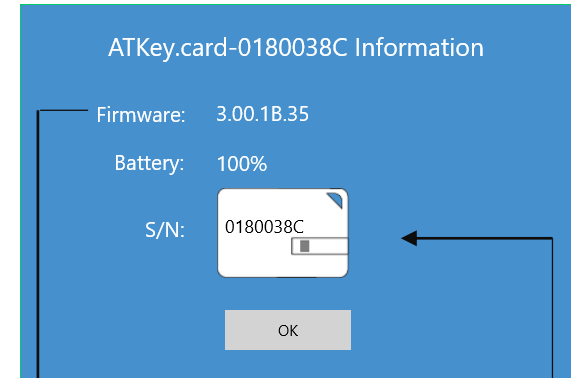 ATKey.card-0180038C Information
Firmware: 3.00.1B.35
Battery: 100%
S/N: 0180038C
OK